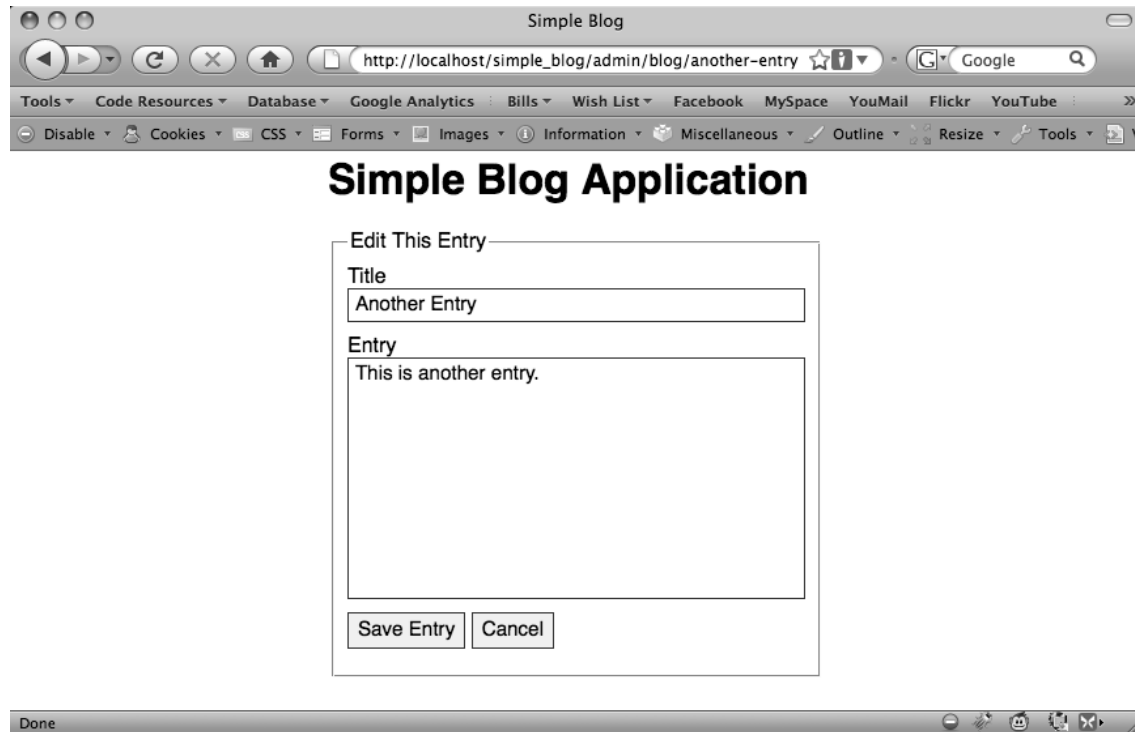 Simple Blog
http://localhost/simple_blog/admin/blog/another-entry G Google
Tools Code Resources Database Google Analytics Bills Wish List Facebook MySpace YouMail Flickr YouTube
Disable Cookies CSS Forms Images Information Miscellaneous Outline Resize Tools
Simple Blog Application
Edit This Entry
Title
Another Entry
Entry
This is another entry.
Save Entry Cancel
Done